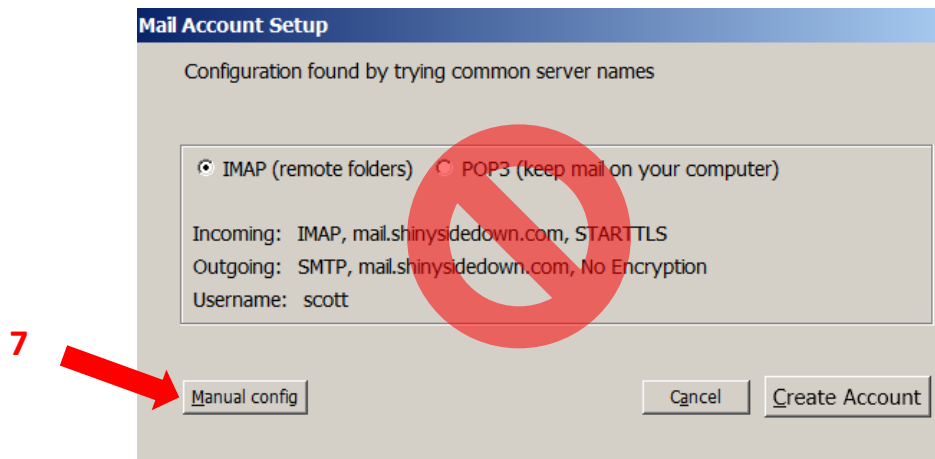 Mail Account Setup
Configuration found by trying common server names
IMAP (remote folders) POP3 (keep mail on your computer)
Incoming: IMAP, mail.shinysidedown.com, STARTTLS
Outgoing: SMTP, mail.shinysidedown.com, No Encryption
Username: scott
7
Manual config Cancel Create Account